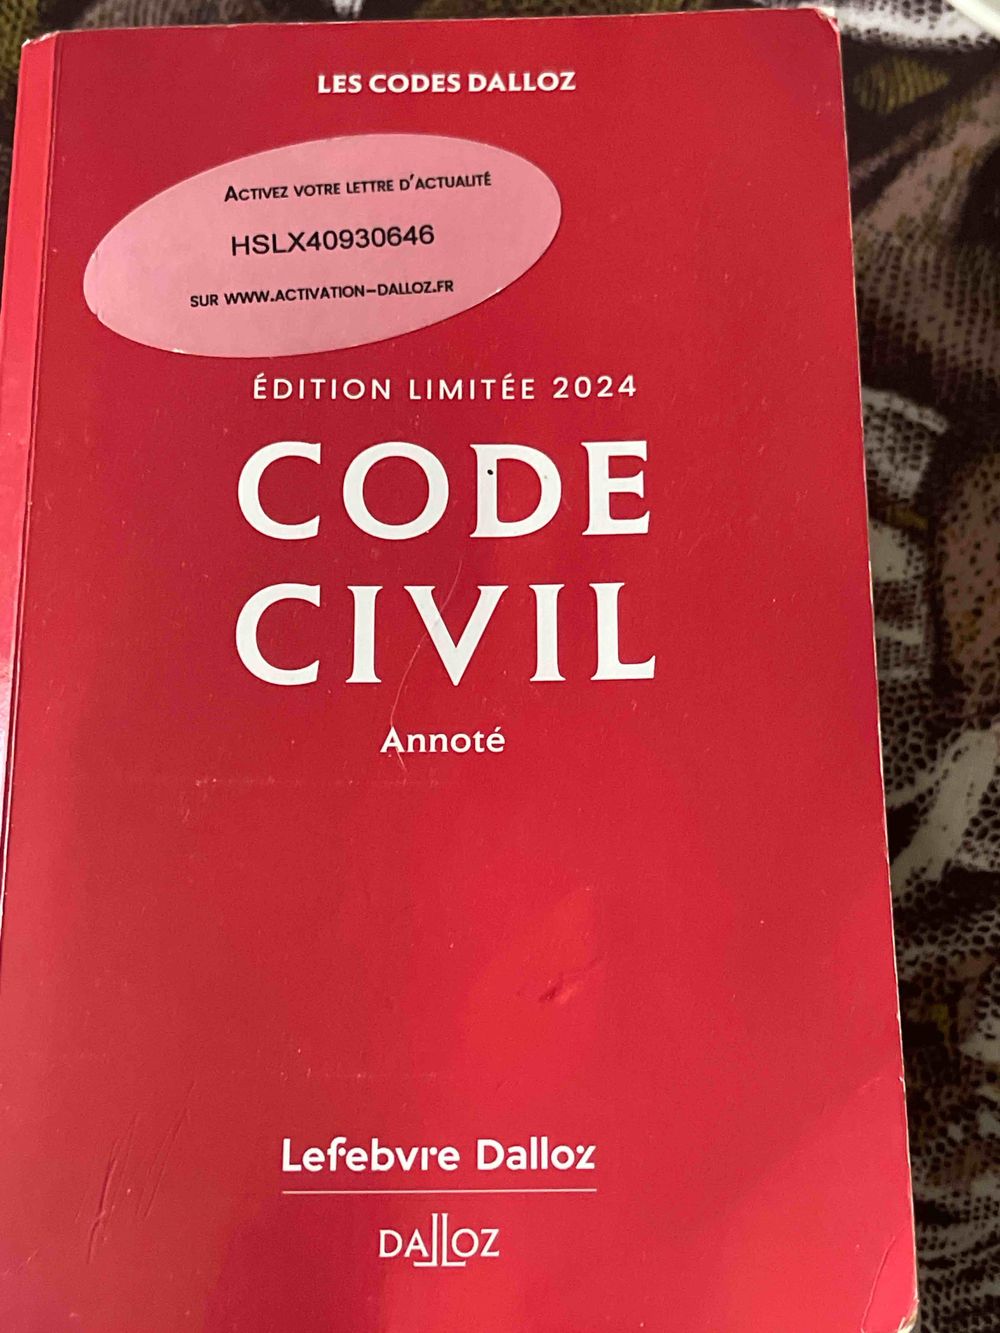 LES CODES DALLOZ
ACTIVEZ VOTRE LETTRE D'ACTUALITÉ
HSLX40930646
SUR WWW.ACTIVATION-DALLOZ.FR
ÉDITION LIMITÉE 2024
CODE
CIVIL
Annoté
Lefebvre Dalloz
DALLOZ